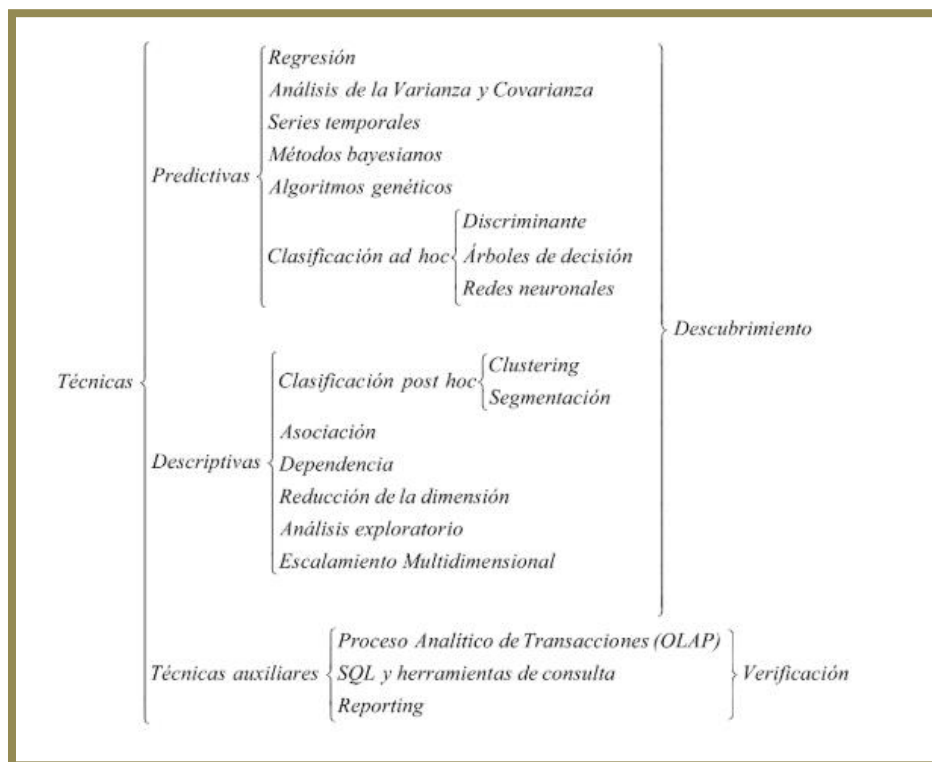 Técnicas
Predictivas
Regresión
Análisis de la Varianza y Covarianza
Series temporales
Métodos bayesianos
Algoritmos genéticos
Clasificación ad hoc
Discriminante
Árboles de decisión
Redes neuronales
Descriptivas
Clasificación post hoc
Clustering
Segmentación
Asociación
Dependencia
Reducción de la dimensión
Análisis exploratorio
Escalamiento Multidimensional
Descubrimiento
Técnicas auxiliares
Proceso Analítico de Transacciones (OLAP)
SQL y herramientas de consulta
Reporting
Verificación